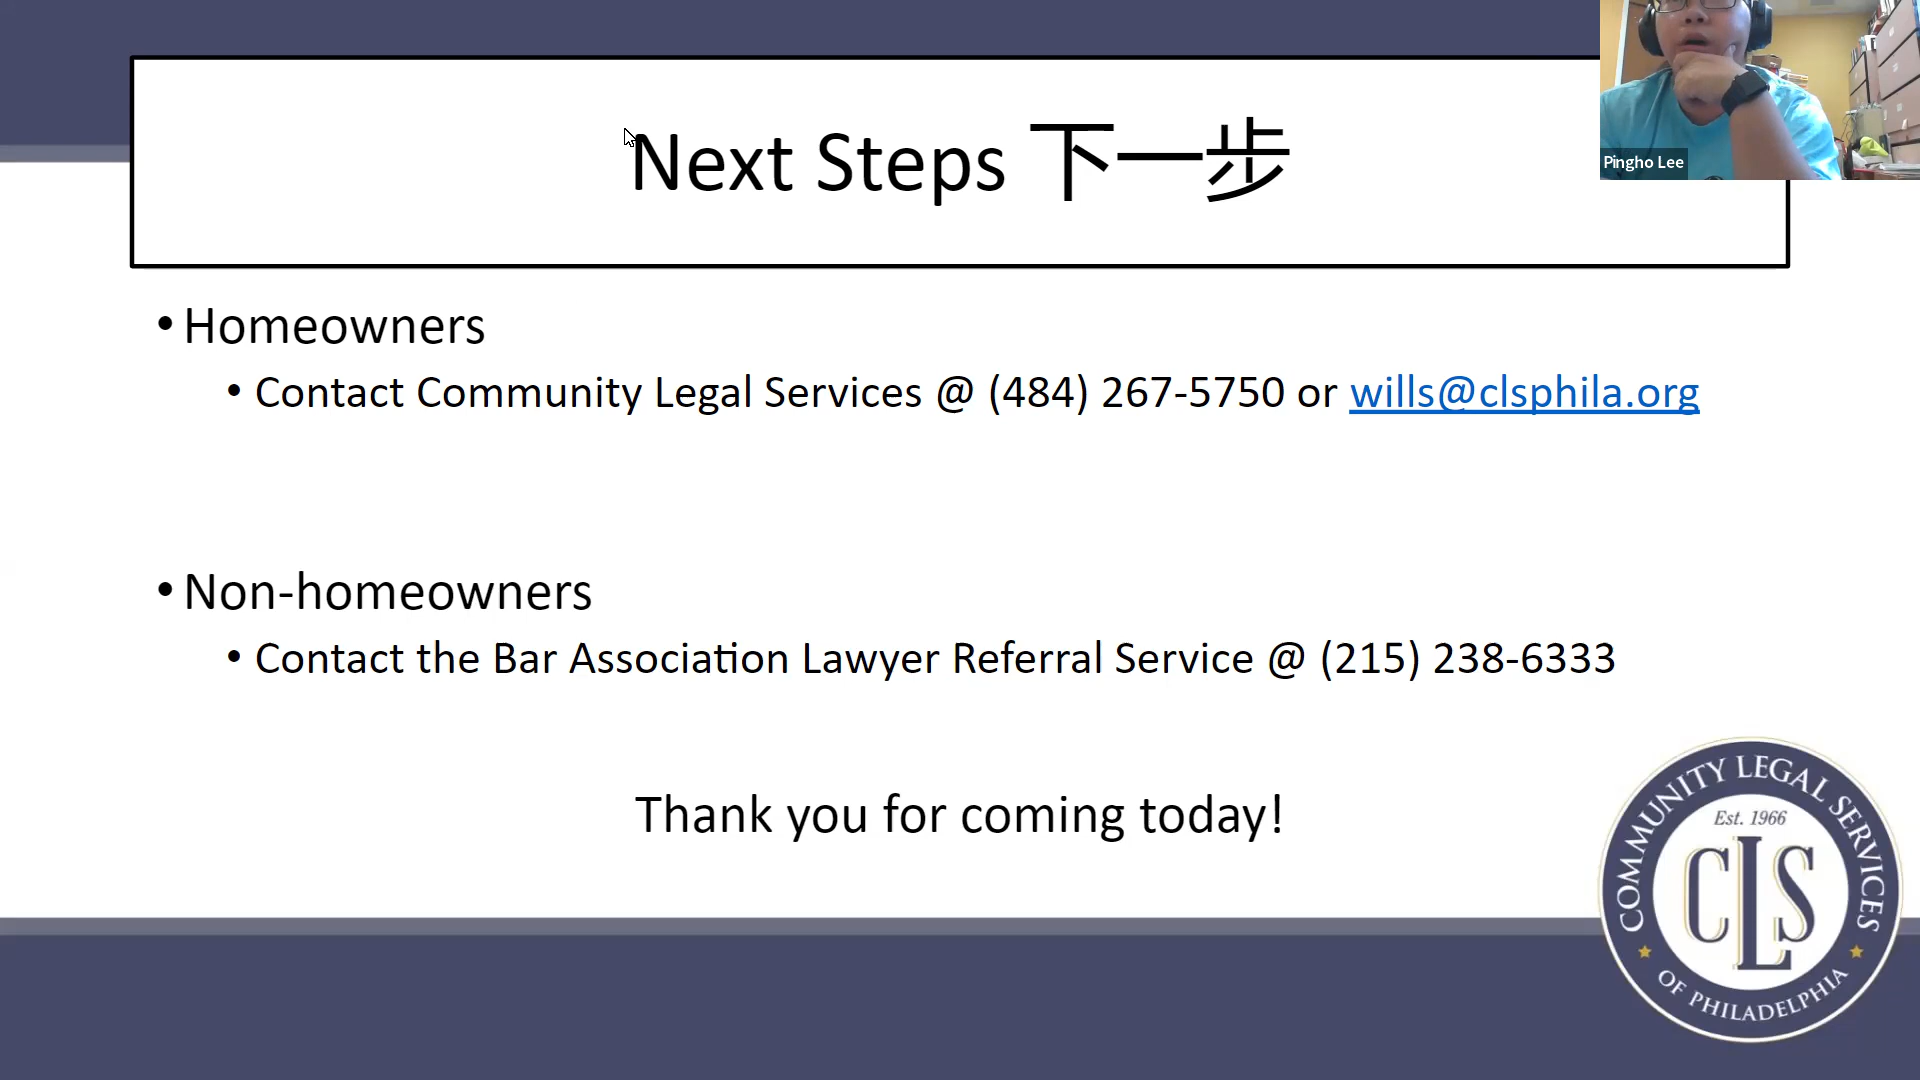 Next Steps 下一步
Pingho Lee
• Homeowners
• Contact Community Legal Services @ (484) 267-5750 or wills@clsphila.org
• Non-homeowners
• Contact the Bar Association Lawyer Referral Service @ (215) 238-6333
Thank you for coming today!
COMMUNITY LEGAL SERVICES
Est. 1966
CLS
OF PHILADELPHIA